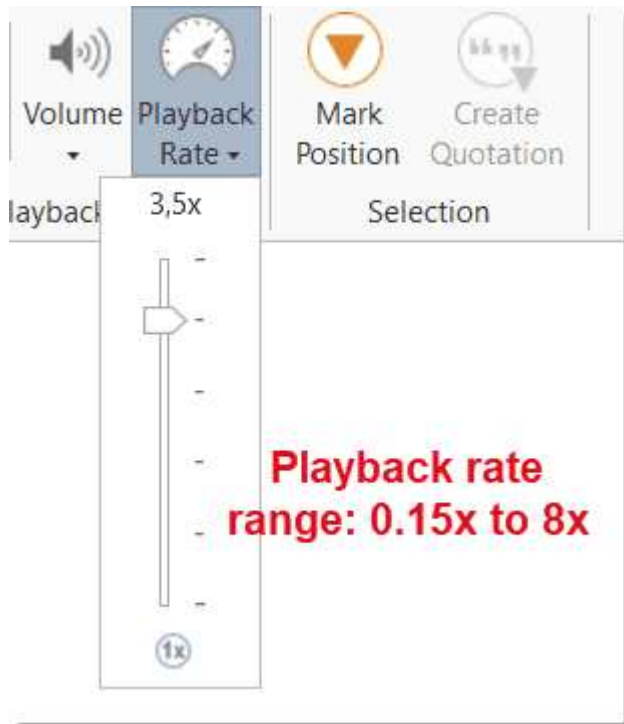 Volume
Playback
Rate
Mark
Position
Create
Quotation
layback
Selection
3,5x
Playback rate
range: 0.15x to 8x
1x